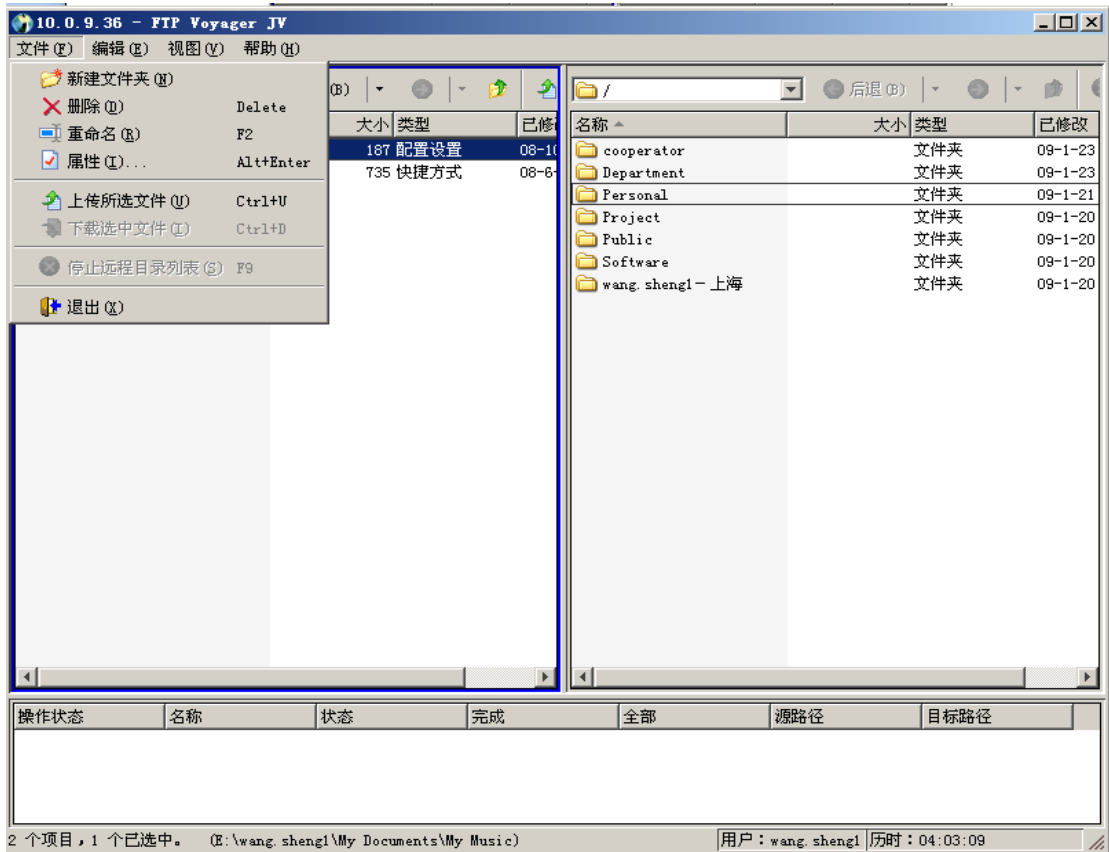 10.0.9.36 - FTP Voyager JV
文件(F) 编辑(E) 视图(V) 帮助(H)
新建文件夹(N)
删除(D) Delete
重命名(R) F2
属性(I)... Alt+Enter
上传所选文件(U) Ctrl+U
下载选中文件(I) Ctrl+D
停止远程目录列表(S) F9
退出(X)
(B)
大小 类型 已修
187 配置设置 08-10
735 快捷方式 08-6-
/ 后退(B)
名称 大小 类型 已修改
cooperator 文件夹 09-1-23
Department 文件夹 09-1-23
Personal 文件夹 09-1-21
Project 文件夹 09-1-20
Public 文件夹 09-1-20
Software 文件夹 09-1-20
wang.sheng1-上海 文件夹 09-1-20
操作状态 名称 状态 完成 全部 源路径 目标路径
2 个项目,1 个已选中。 (E:\wang.sheng1\My Documents\My Music) 用户:wang.sheng1 历时:04:03:09